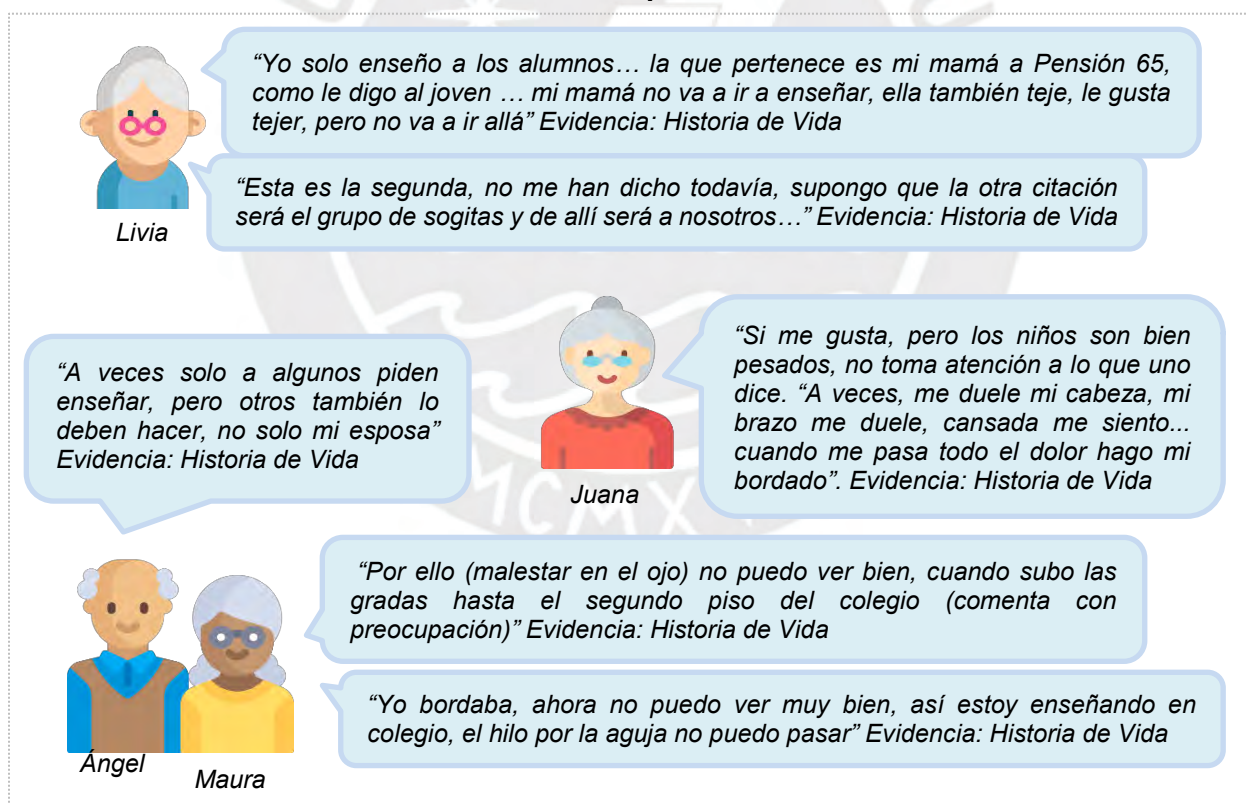 “Yo solo enseño a los alumnos… la que pertenece es mi mamá a Pensión 65,
como le digo al joven … mi mamá no va a ir a enseñar, ella también teje, le gusta
tejer, pero no va a ir allá” Evidencia: Historia de Vida
“Esta es la segunda, no me han dicho todavía, supongo que la otra citación
será el grupo de sogitas y de allí será a nosotros…” Evidencia: Historia de Vida
Livia
“Si me gusta, pero los niños son bien
pesados, no toma atención a lo que uno
dice. “A veces, me duele mi cabeza, mi
brazo me duele, cansada me siento...
cuando me pasa todo el dolor hago mi
bordado”. Evidencia: Historia de Vida
Juana
“A veces solo a algunos piden
enseñar, pero otros también lo
deben hacer, no solo mi esposa”
Evidencia: Historia de Vida
“Por ello (malestar en el ojo) no puedo ver bien, cuando subo las
gradas hasta el segundo piso del colegio (comenta con
preocupación)” Evidencia: Historia de Vida
“Yo bordaba, ahora no puedo ver muy bien, así estoy enseñando en
colegio, el hilo por la aguja no puedo pasar” Evidencia: Historia de Vida
Ángel
Maura